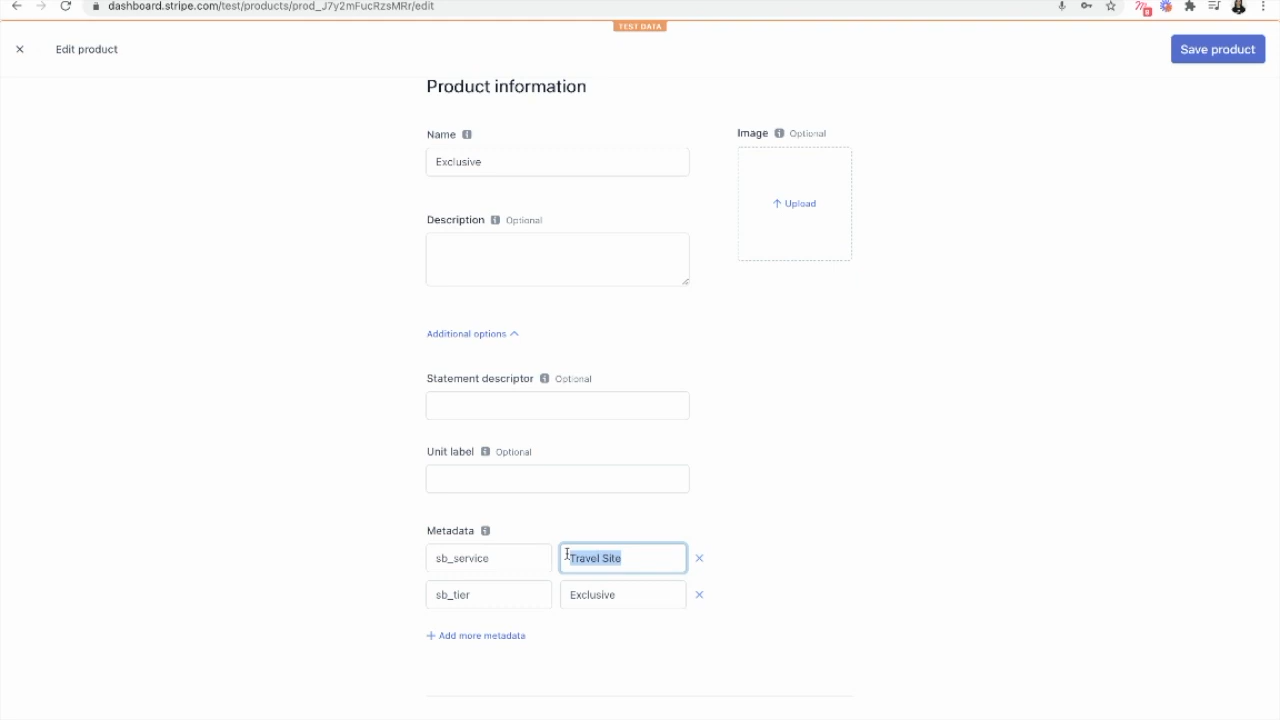 dashboard.stripe.com/test/products/prod_J7y2mFucRzsMRr/edit
TEST DATA
Edit product
Save product
Product information
Name
Image Optional
Exclusive
Upload
Description Optional
Additional options
Statement descriptor Optional
Unit label Optional
Metadata
sb_service Travel Site
sb_tier Exclusive
+ Add more metadata